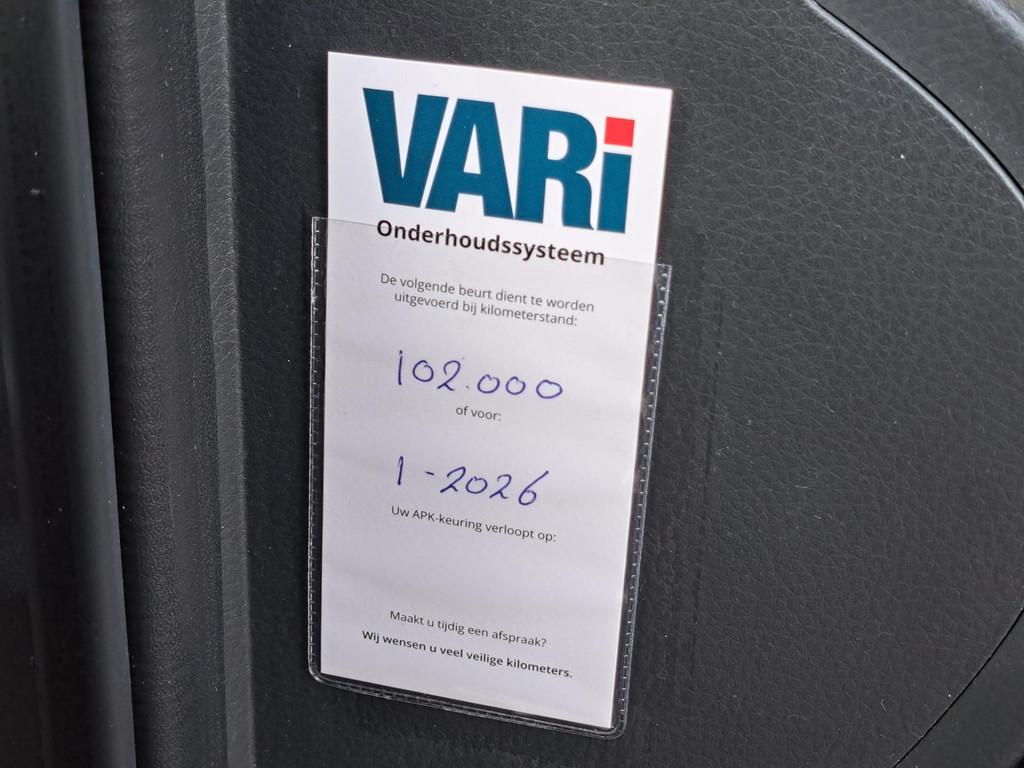 VARi
Onderhoudssysteem
De volgende beurt dient te worden
uitgevoerd bij kilometerstand:
102.000
of voor:
1-2026
Uw APK-keuring verloopt op:
Maakt u tijdig een afspraak?
Wij wensen u veel veilige kilometers.